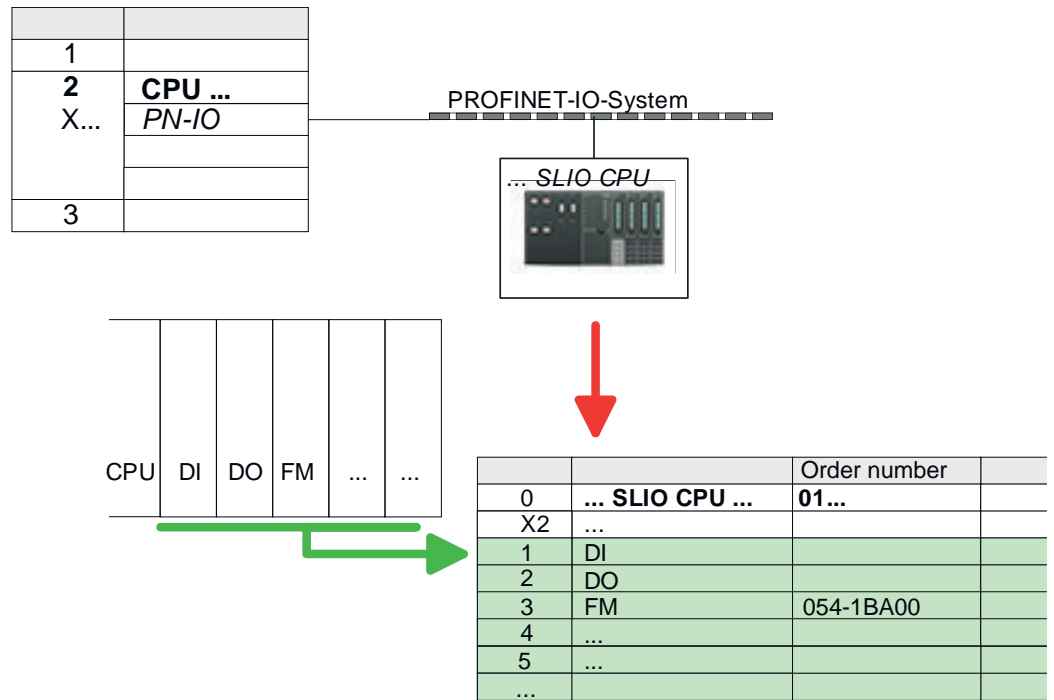 1
2 CPU ...
X... PN-IO
3
PROFINET-IO-System
... SLIO CPU
CPU DI DO FM ... ...
Order number
0 ... SLIO CPU ... 01...
X2 ...
1 DI
2 DO
3 FM 054-1BA00
4 ...
5 ...
...